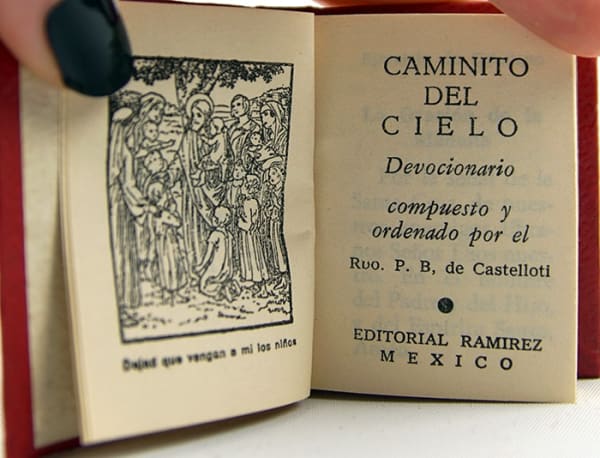 Dejad que vengan a mi los niños
CAMINITO
DEL
CIELO
Devocionario
compuesto y
ordenado por el
RDO. P. B, de Castelloti
EDITORIAL RAMIREZ
MEXICO